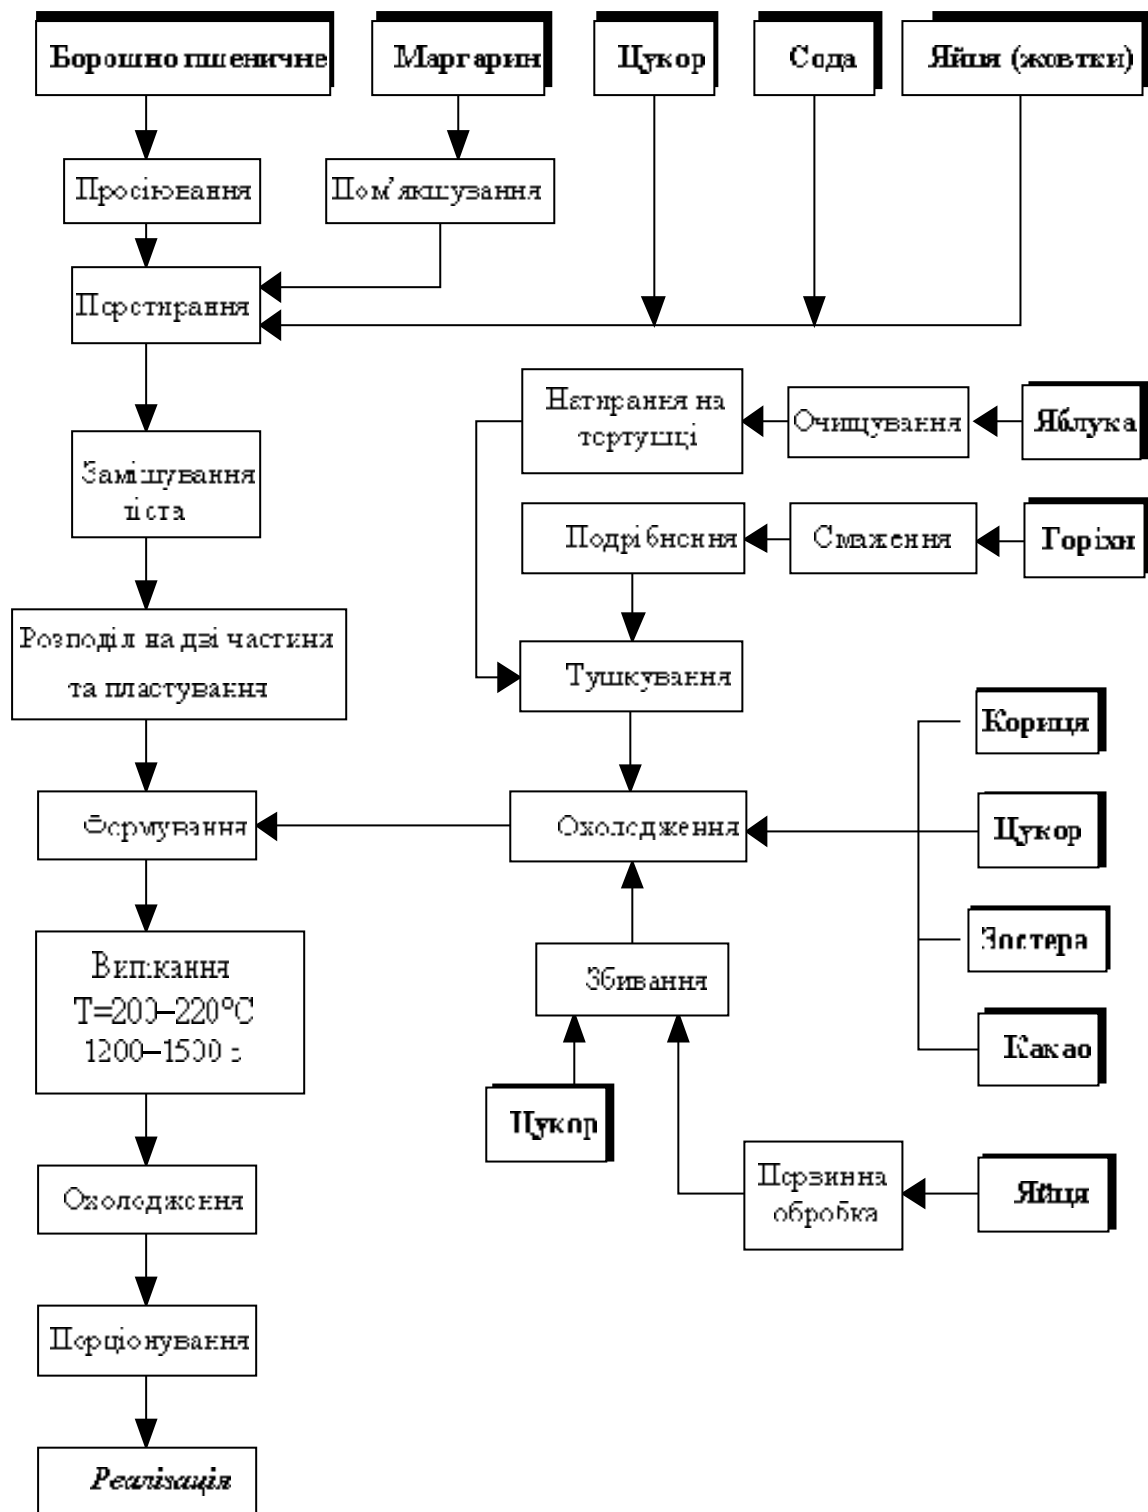 Борошно пшеничне
Маргарин
Цукор
Сода
Яйця (жовтки)
Просіювання
Пом’якшування
Перетирання
Натирання на
тертушці
Очищування
Яблука
Замішування
тіста
Подрібнення
Смаження
Горіхи
Розподіл на дві частини
та пластування
Тушкування
Кориця
Формування
Охолодження
Цукор
Зостера
Випікання
T=200–220°C
1200–1500 с
Збивання
Какао
Цукор
Первинна
обробка
Яйця
Охолодження
Порціонування
Реалізація